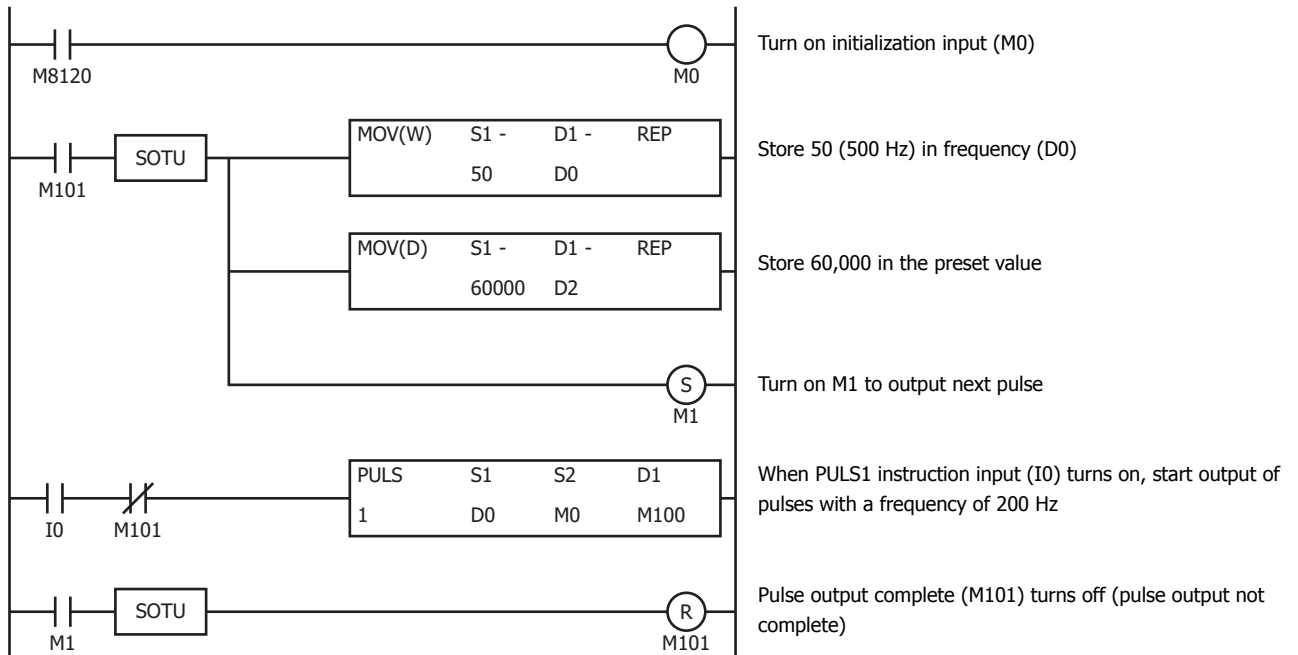 Turn on initialization input (M0)
M8120
M0
MOV(W) S1 - D1 - REP
50 D0
SOTU
M101
Store 50 (500 Hz) in frequency (D0)
MOV(D) S1 - D1 - REP
60000 D2
Store 60,000 in the preset value
S
M1
Turn on M1 to output next pulse
PULS S1 S2 D1
1 D0 M0 M100
I0 M101
When PULS1 instruction input (I0) turns on, start output of
pulses with a frequency of 200 Hz
SOTU
M1
R
M101
Pulse output complete (M101) turns off (pulse output not
complete)